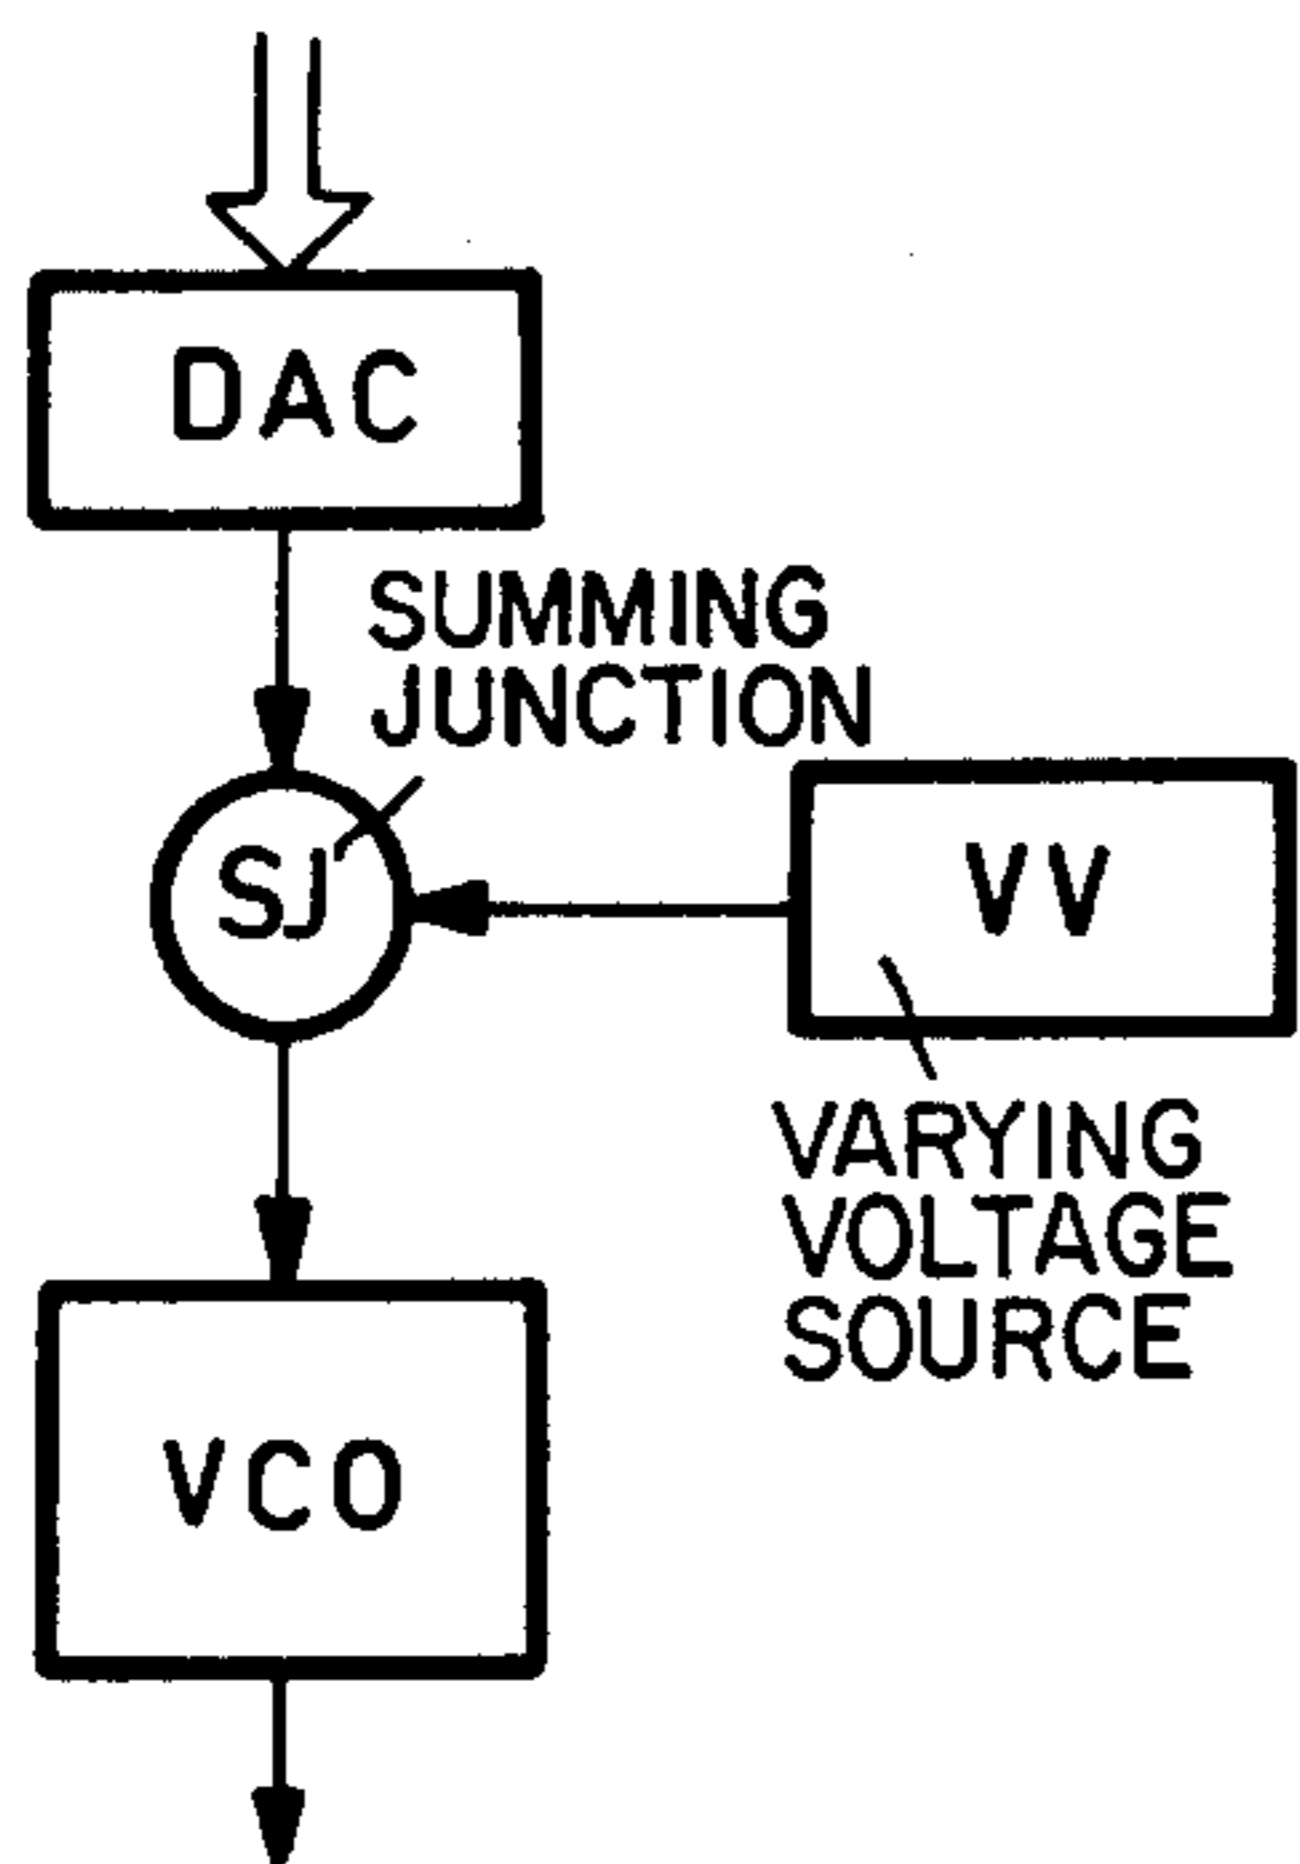 DAC
SUMMING
JUNCTION
SJ
VV
VARYING
VOLTAGE
SOURCE
VCO